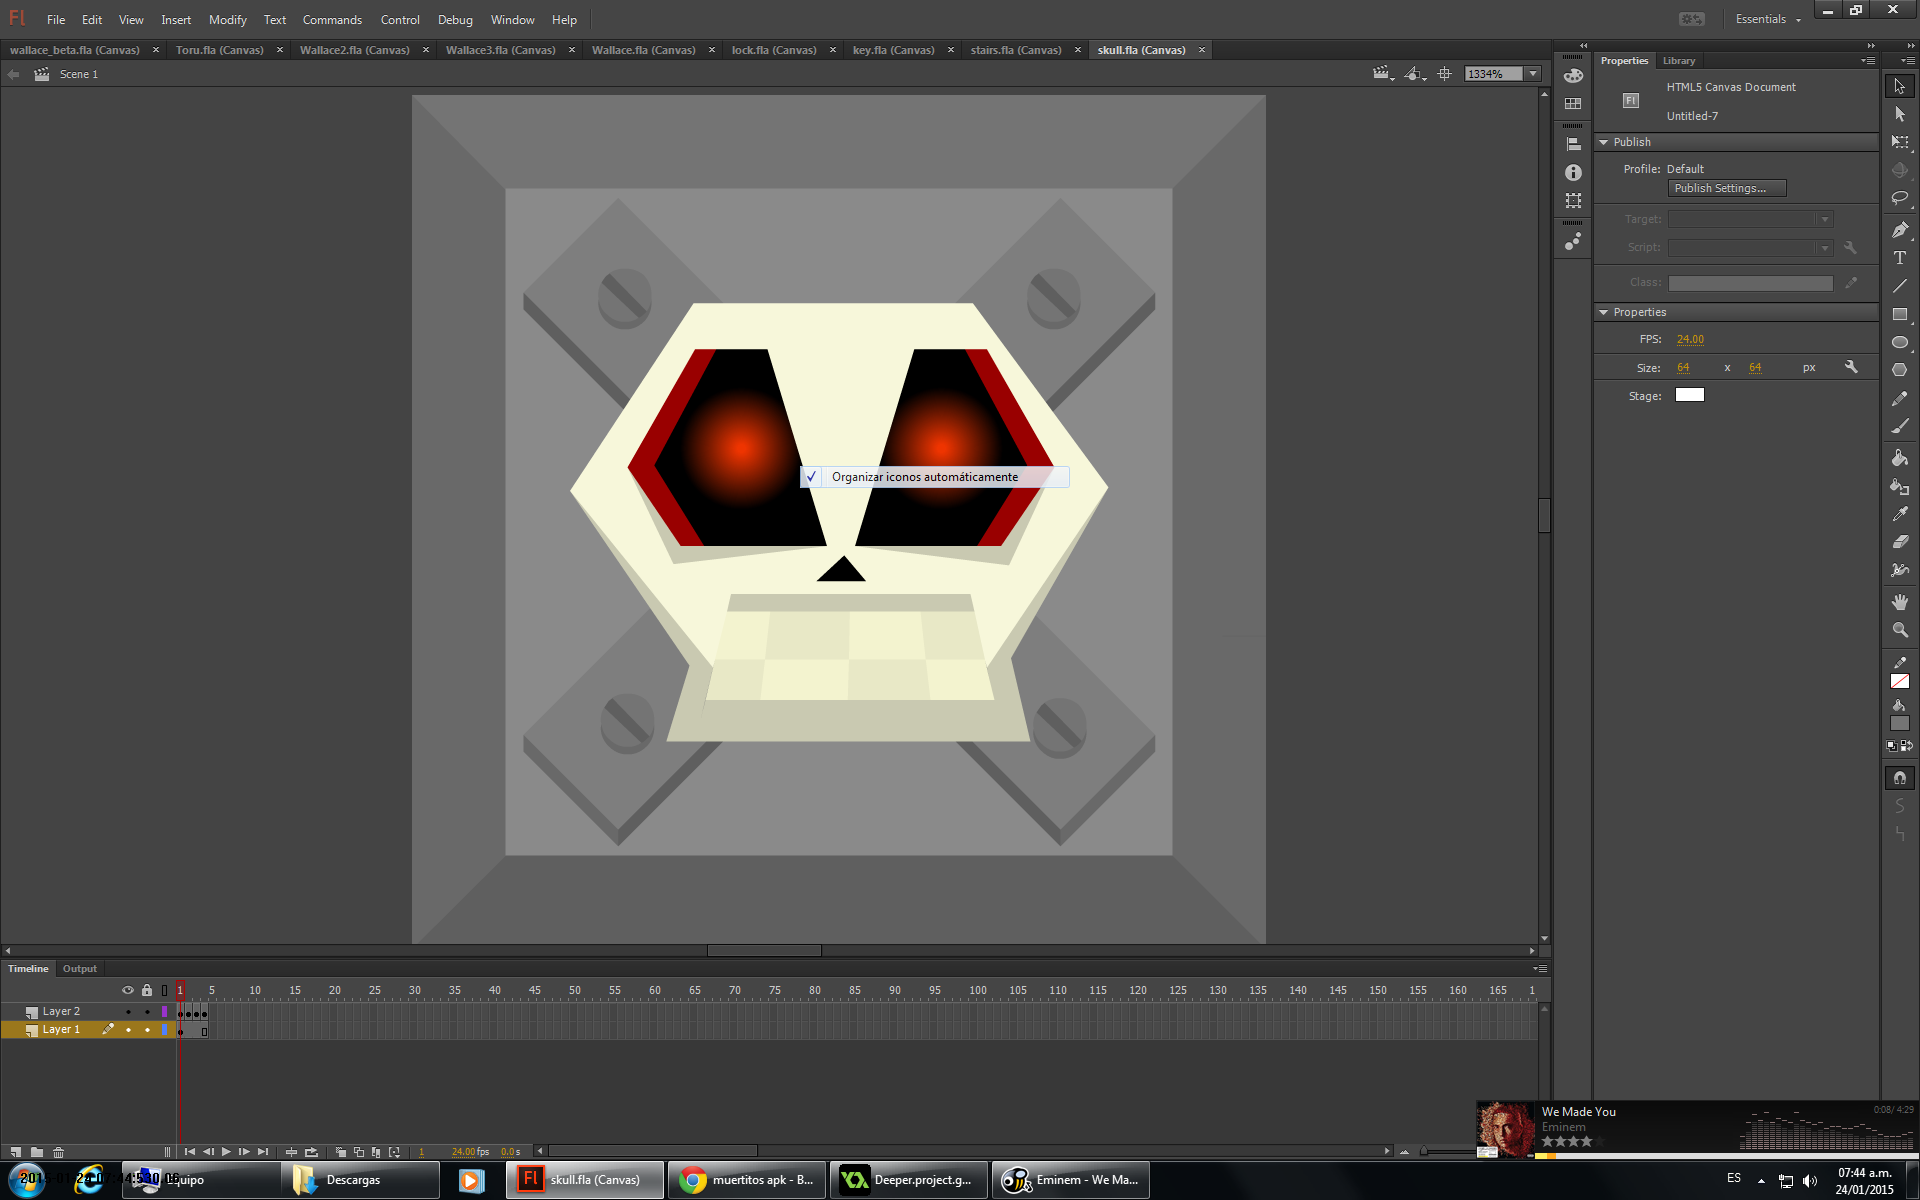 Fl File Edit View Insert Modify Text Commands Control Debug Window Help Essentials
wallace_beta.fla (Canvas) Toru.fla (Canvas) Wallace2.fla (Canvas) Wallace3.fla (Canvas) Wallace.fla (Canvas) lock.fla (Canvas) key.fla (Canvas) stairs.fla (Canvas) skull.fla (Canvas)
Scene 1 1334%
Properties Library
HTML5 Canvas Document
Fl
Untitled-7
Publish
Profile: Default
Publish Settings...
Target:
Script:
Class:
Properties
FPS: 24.00
Size: 64 x 64 px
Stage:
Organizar iconos automáticamente
Timeline Output
1 5 10 15 20 25 30 35 40 45 50 55 60 65 70 75 80 85 90 95 100 105 110 115 120 125 130 135 140 145 150 155 160 165 1
Layer 2
Layer 1
1 24.00 fps 0.0 s
We Made You 0:08/ 4:29
Eminem
Equipo Descargas Fl skull.fla (Canvas) muertitos apk - B... Deeper.project.g... Eminem - We Ma... ES 07:44 a.m.
24/01/2015